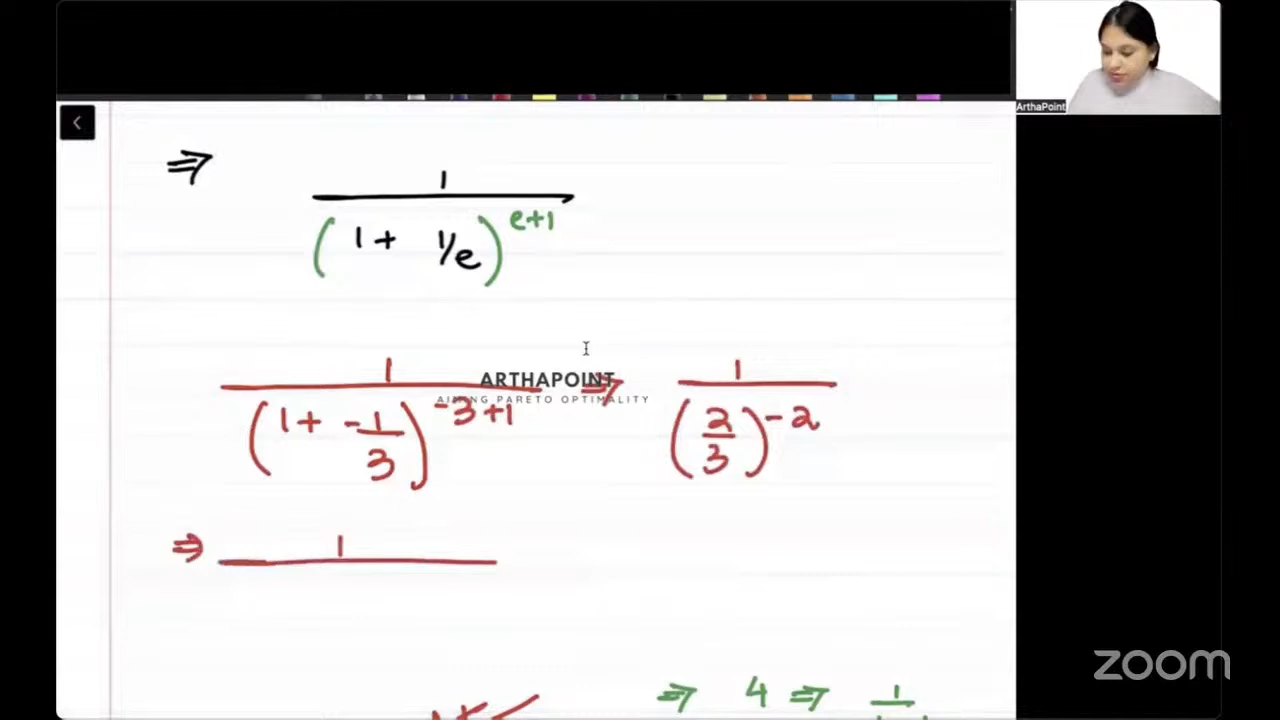 ArthaPoint
⇒ 1
(1 + 1/e)^e+1
1 ⇒ 1
(1 + -1/3)^-3+1 (2/3)^-2
ARTHAPOINT
AIMING PARETO OPTIMALITY
⇒ 1
⇒ 4 ⇒ 1
zoom